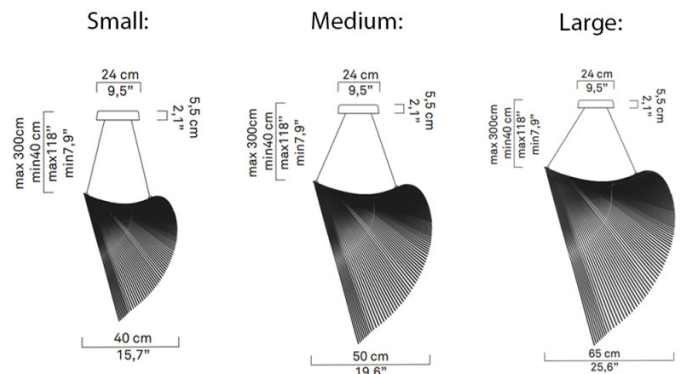 Small:
24 cm
9,5”
5,5 cm
2,1”
max 300cm
min40 cm
max118”
min7,9”
40 cm
15,7”
Medium:
24 cm
9,5”
5,5 cm
2,1”
max 300cm
min40 cm
max118”
min7,9”
50 cm
19,6”
Large:
24 cm
9,5”
5,5 cm
2,1”
max 300cm
min40 cm
max118”
min7,9”
65 cm
25,6”